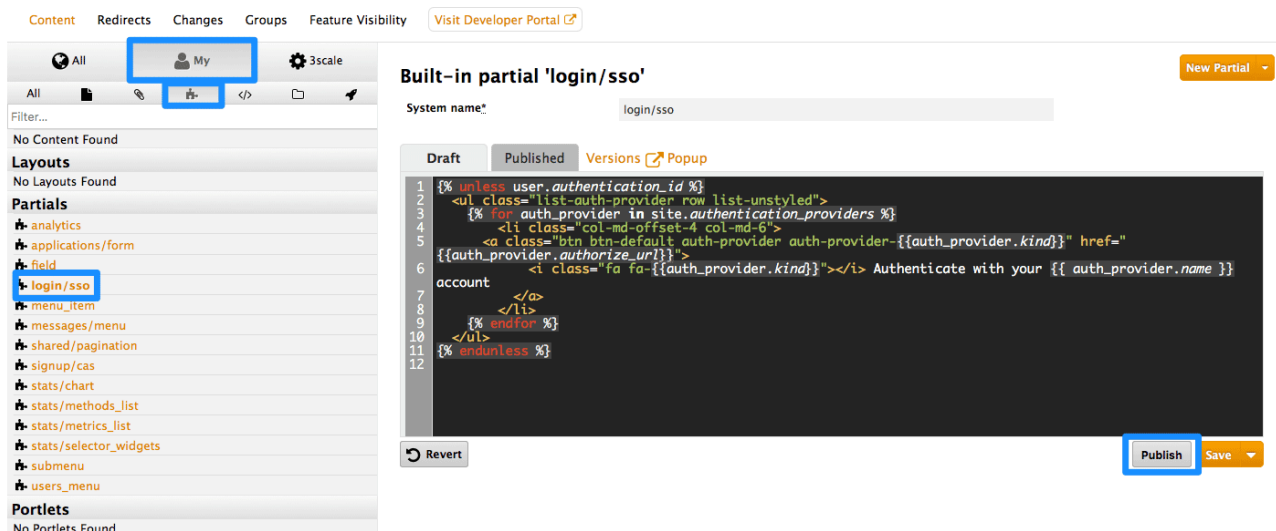 Content Redirects Changes Groups Feature Visibility Visit Developer Portal
All My 3scale
All
Filter...
No Content Found
Layouts
No Layouts Found
Partials
analytics
applications/form
field
login/sso
menu_item
messages/menu
shared/pagination
signup/cas
stats/chart
stats/methods_list
stats/metrics_list
stats/selector_widgets
submenu
users_menu
Portlets
No Portlets Found
Built-in partial 'login/sso'
New Partial
System name* login/sso
Draft Published Versions Popup
1 {% unless user.authentication_id %}
2 <ul class="list-auth-provider row list-unstyled">
3 {% for auth_provider in site.authentication_providers %}
4 <li class="col-md-offset-4 col-md-6">
5 <a class="btn btn-default auth-provider auth-provider-{{auth_provider.kind}}" href="
{{auth_provider.authorize_url}}">
6 <i class="fa fa-{{auth_provider.kind}}"></i> Authenticate with your {{ auth_provider.name }}
account
7 </a>
8 </li>
9 {% endfor %}
10 </ul>
11 {% endunless %}
12
Revert Publish Save